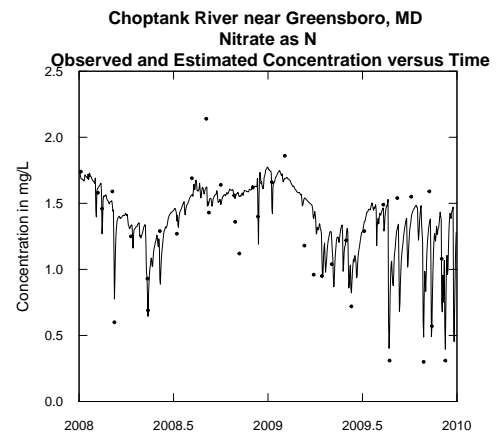 Choptank River near Greensboro, MD
Nitrate as N
Observed and Estimated Concentration versus Time
2.5
2.0
1.5
1.0
0.5
0.0
Concentration in mg/L
2008
2008.5
2009
2009.5
2010